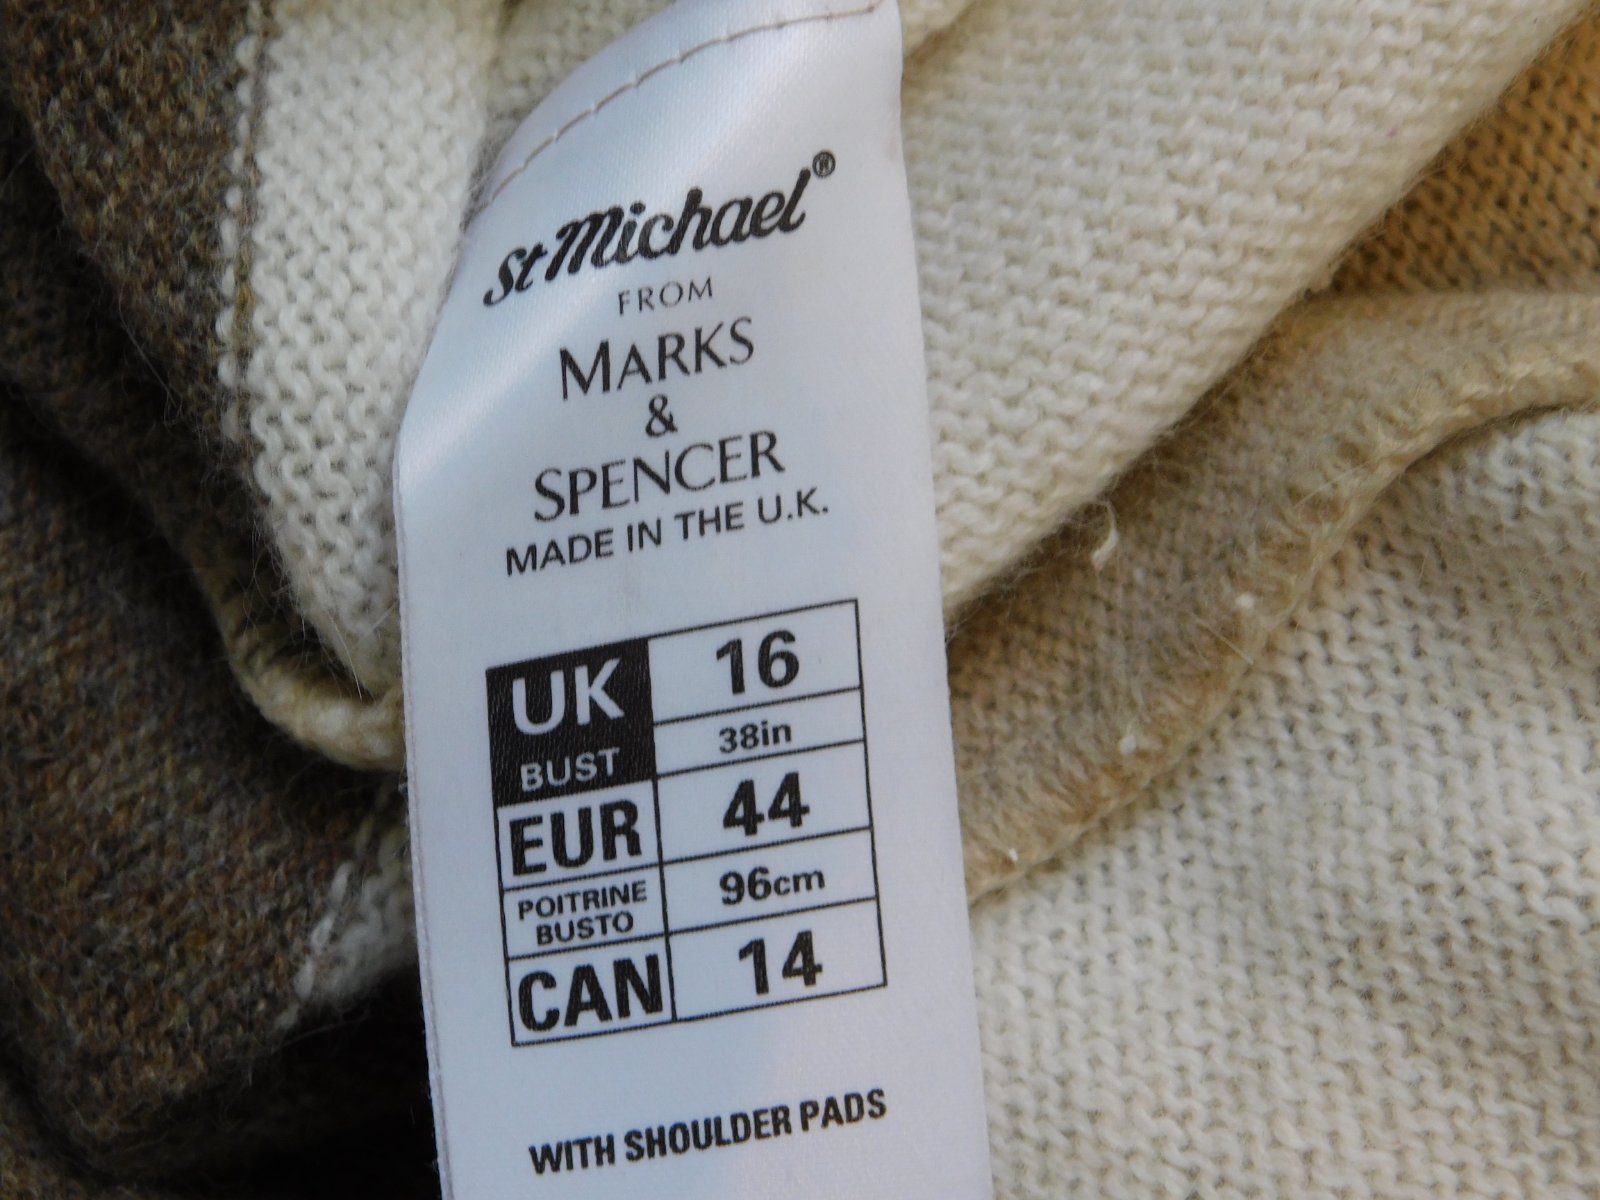 St Michael®
FROM
MARKS
&
SPENCER
MADE IN THE U.K.
UK 16
BUST 38in
EUR 44
POITRINE
BUSTO 96cm
CAN 14
WITH SHOULDER PADS